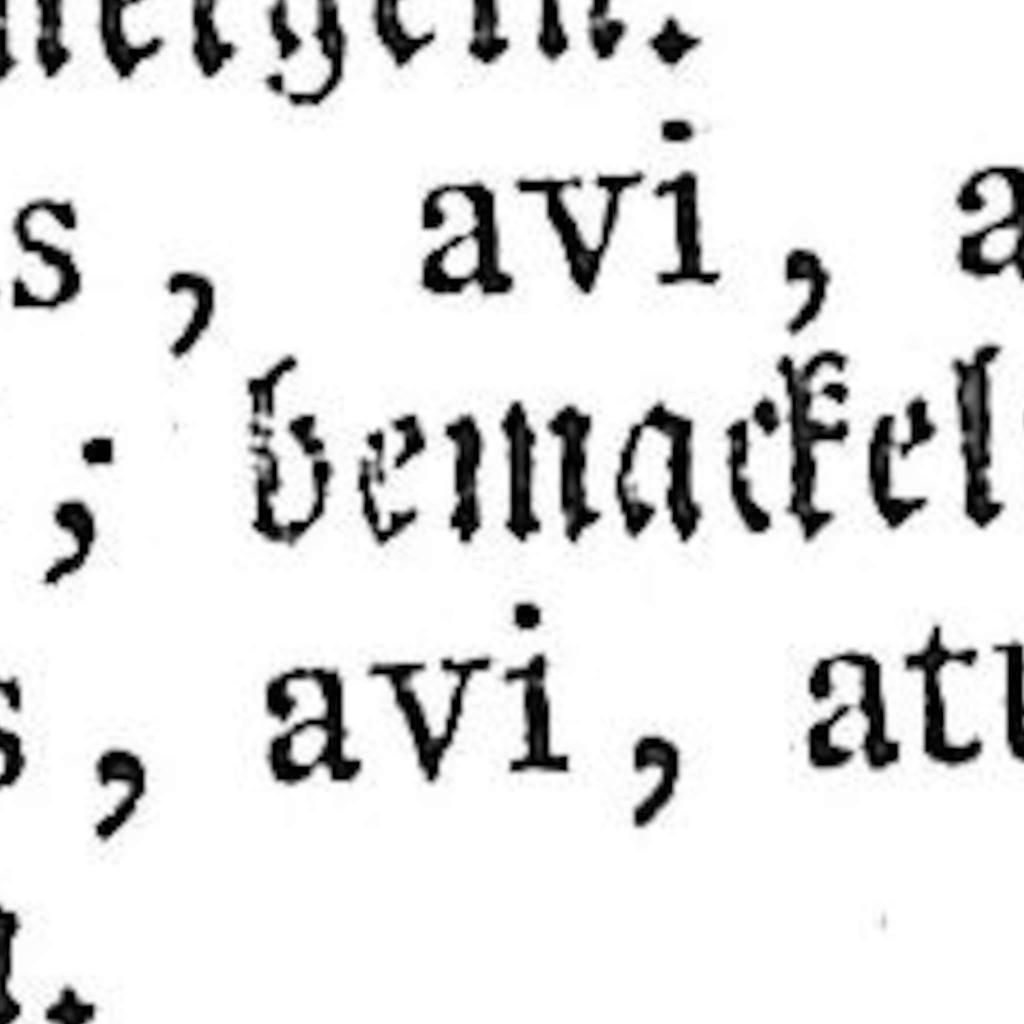 s, avi, a
; bemackel
s, avi, atu